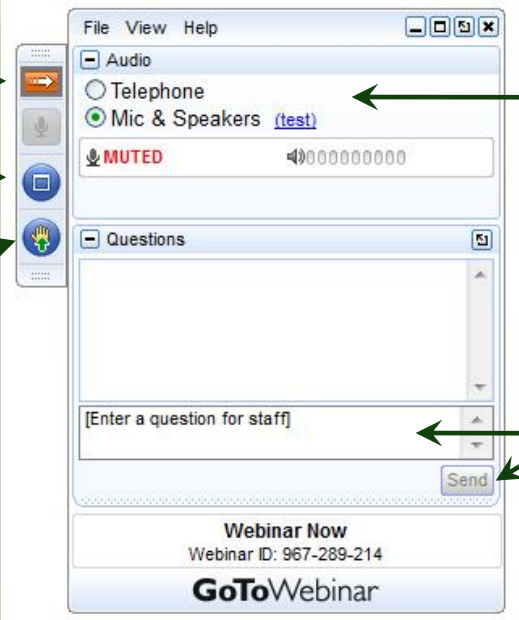 File View Help
Audio
Telephone
Mic & Speakers (test)
MUTED
Questions
[Enter a question for staff]
Send
Webinar Now
Webinar ID: 967-289-214
GoToWebinar